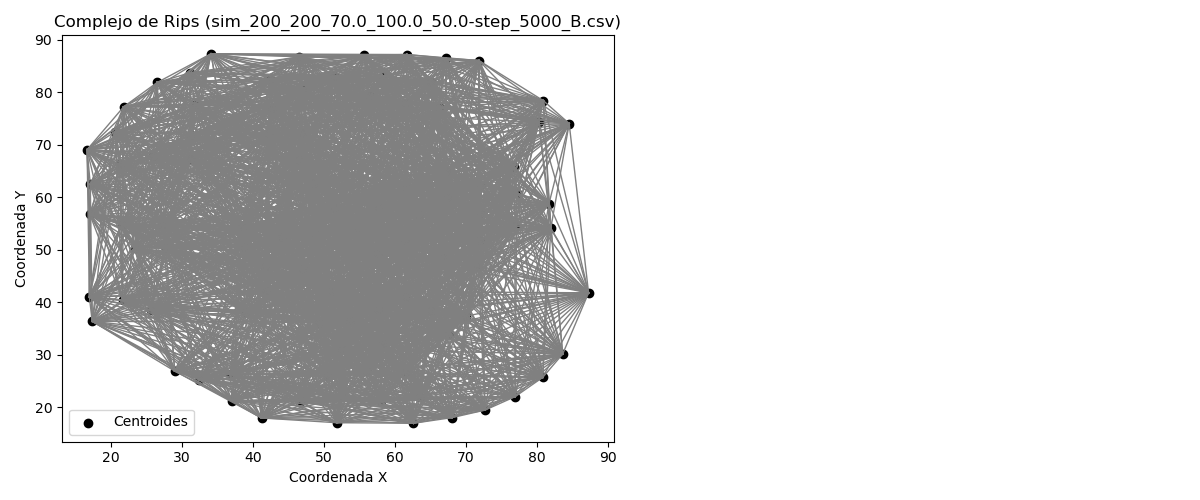 Complejo de Rips (sim_200_200_70.0_100.0_50.0-step_5000_B.csv)
90
80
70
60
50
40
30
20
Coordenada Y
Centroides
20 30 40 50 60 70 80 90
Coordenada X